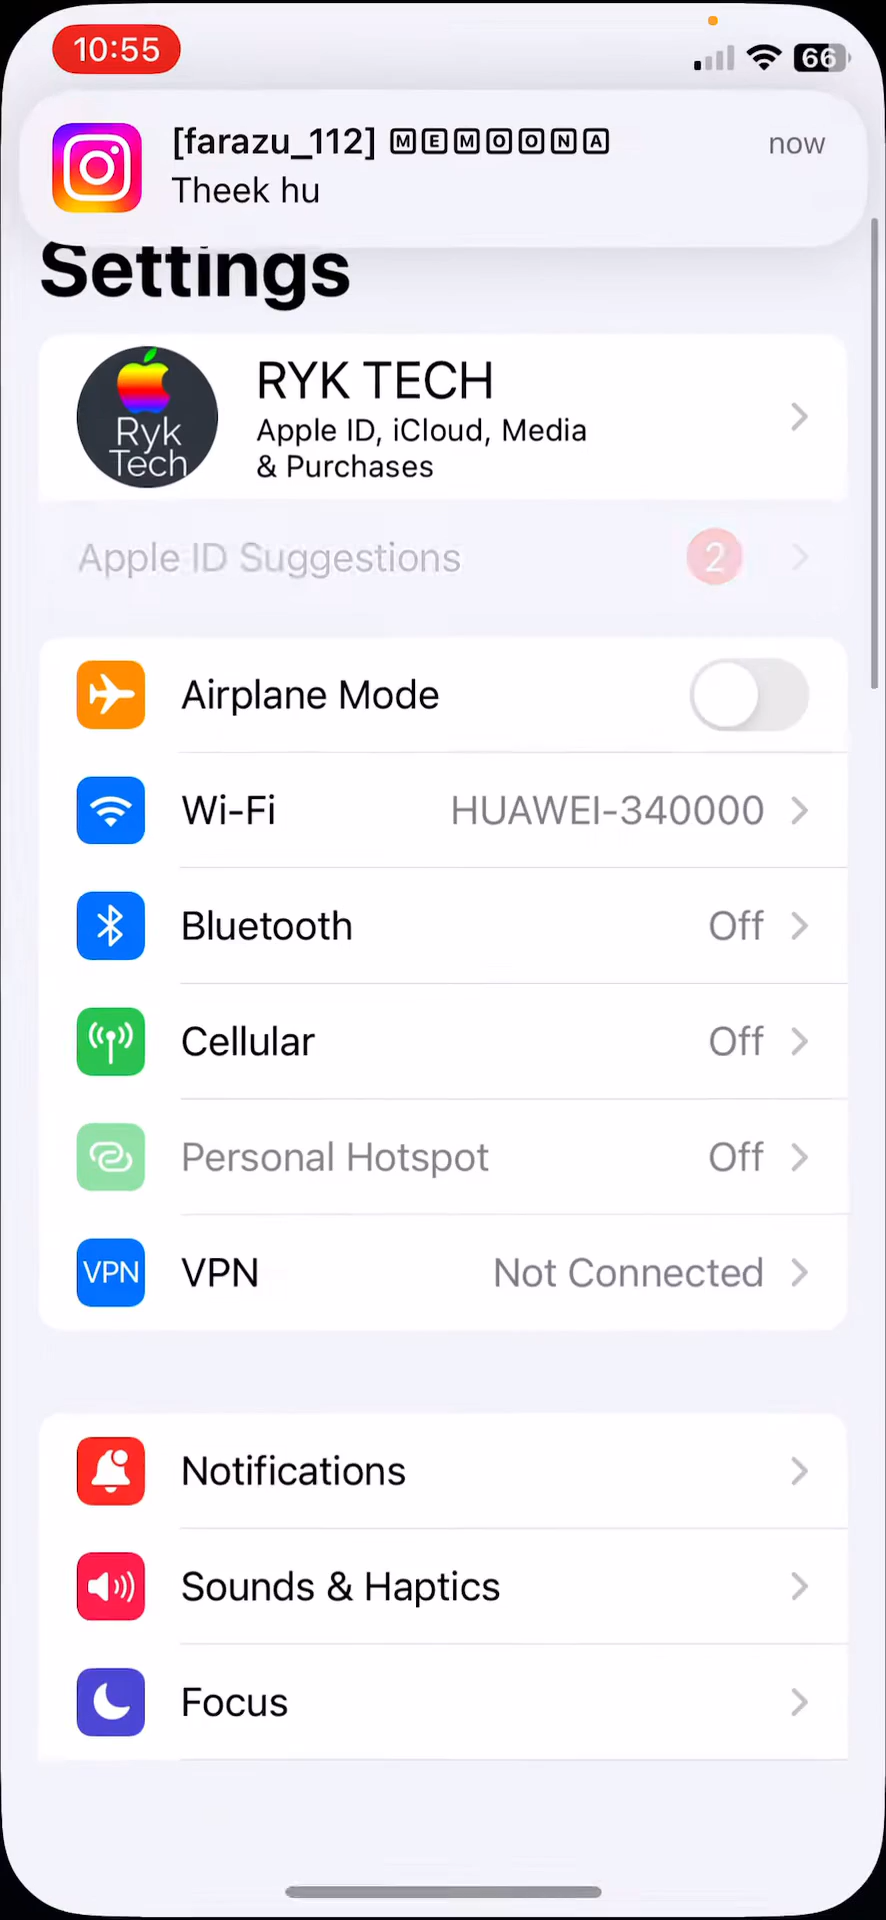 10:55
66
[farazu_112] 🄼🄴🄼🄾🄾🄽🄰
now
Theek hu
Settings
Ryk
Tech
RYK TECH
Apple ID, iCloud, Media
& Purchases
Apple ID Suggestions
2
Airplane Mode
Wi-Fi
HUAWEI-340000
Bluetooth
Off
Cellular
Off
Personal Hotspot
Off
VPN
VPN
Not Connected
Notifications
Sounds & Haptics
Focus